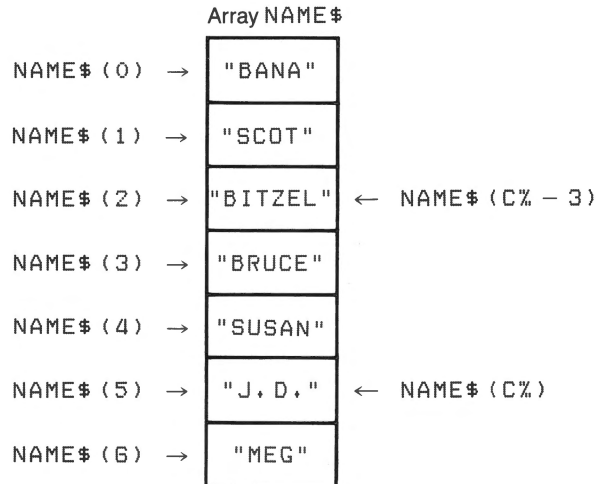 Array NAME$
NAME$(0) → "BANA"
NAME$(1) → "SCOT"
NAME$(2) → "BITZEL" ← NAME$(C% − 3)
NAME$(3) → "BRUCE"
NAME$(4) → "SUSAN"
NAME$(5) → "J.D." ← NAME$(C%)
NAME$(6) → "MEG"